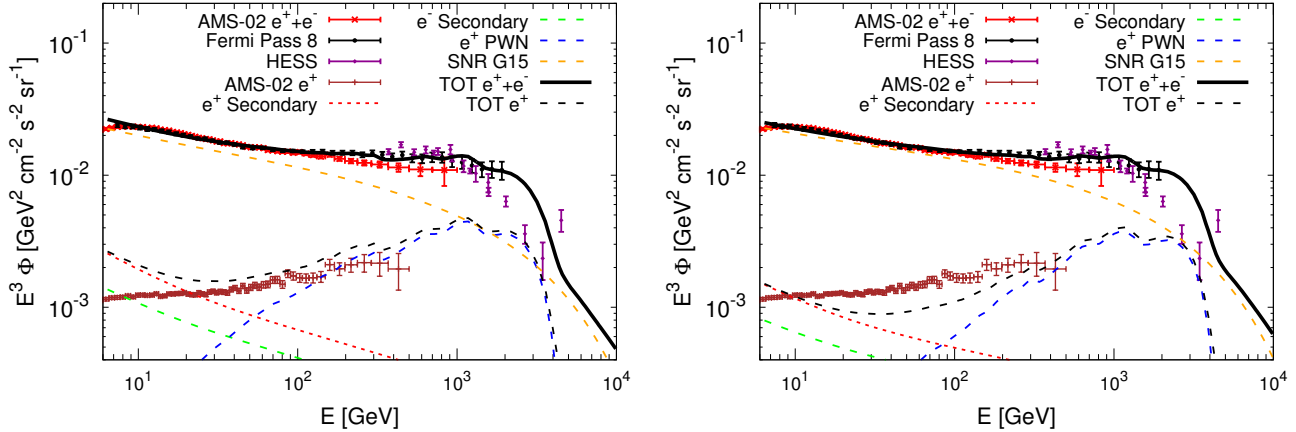 AMS-02 e⁺+e⁻ e⁻ Secondary
Fermi Pass 8 e⁺ PWN
HESS SNR G15
AMS-02 e⁺ TOT e⁺+e⁻
e⁺ Secondary TOT e⁺
10⁻¹
10⁻²
10⁻³
E³ Φ [GeV² cm⁻² s⁻² sr⁻¹]
10¹ 10² 10³ 10⁴
E [GeV]
AMS-02 e⁺+e⁻ e⁻ Secondary
Fermi Pass 8 e⁺ PWN
HESS SNR G15
AMS-02 e⁺ TOT e⁺+e⁻
e⁺ Secondary TOT e⁺
10⁻¹
10⁻²
10⁻³
E³ Φ [GeV² cm⁻² s⁻² sr⁻¹]
10¹ 10² 10³ 10⁴
E [GeV]